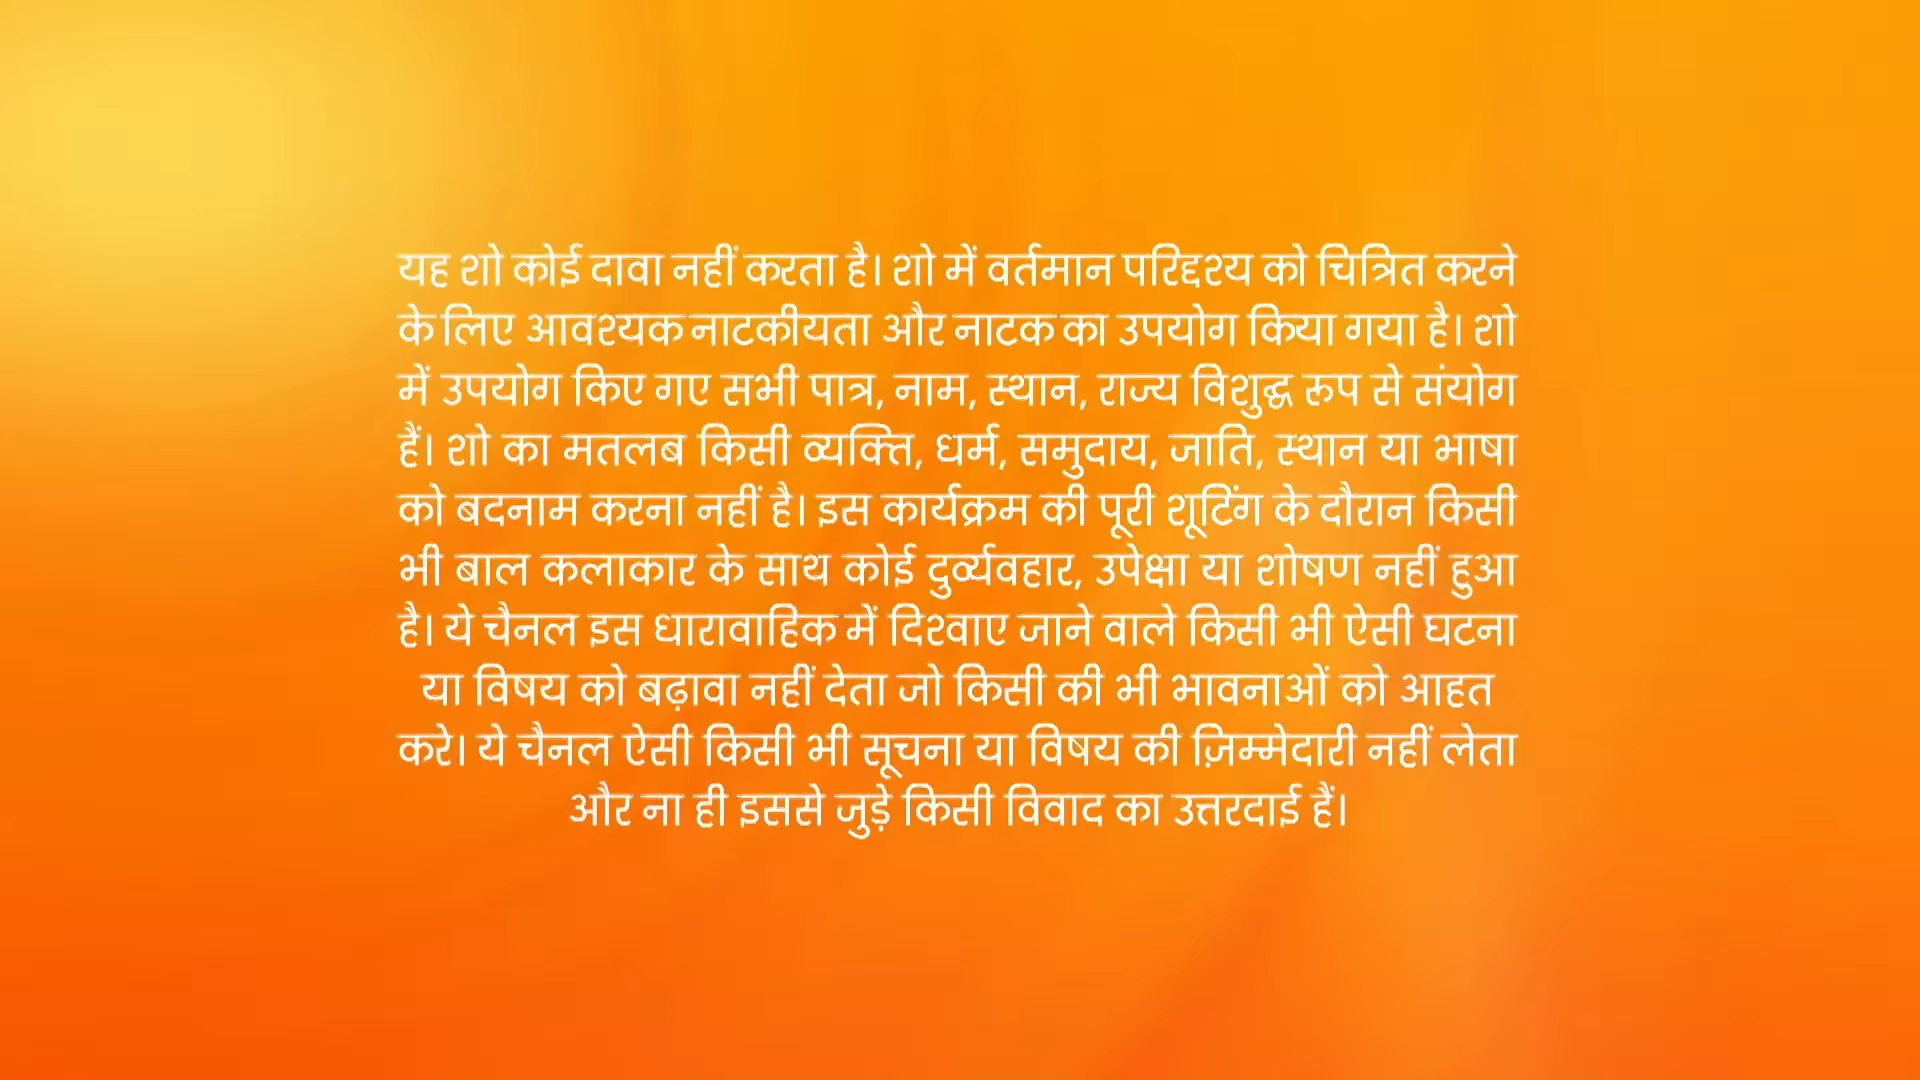 यह शो कोई दावा नहीं करता है। शो में वर्तमान परिद्दश्य को चित्रित करने
के लिए आवश्यक नाटकीयता और नाटक का उपयोग किया गया है। शो
में उपयोग किए गए सभी पात्र, नाम, स्थान, राज्य विशुद्ध रूप से संयोग
हैं। शो का मतलब किसी व्यक्ति, धर्म, समुदाय, जाति, स्थान या भाषा
को बदनाम करना नहीं है। इस कार्यक्रम की पूरी शूटिंग के दौरान किसी
भी बाल कलाकार के साथ कोई दुर्व्यवहार, उपेक्षा या शोषण नहीं हुआ
है। ये चैनल इस धारावाहिक में दिश्वाए जाने वाले किसी भी ऐसी घटना
या विषय को बढ़ावा नहीं देता जो किसी की भी भावनाओं को आहत
करे। ये चैनल ऐसी किसी भी सूचना या विषय की ज़िम्मेदारी नहीं लेता
और ना ही इससे जुड़े किसी विवाद का उत्तरदाई हैं।